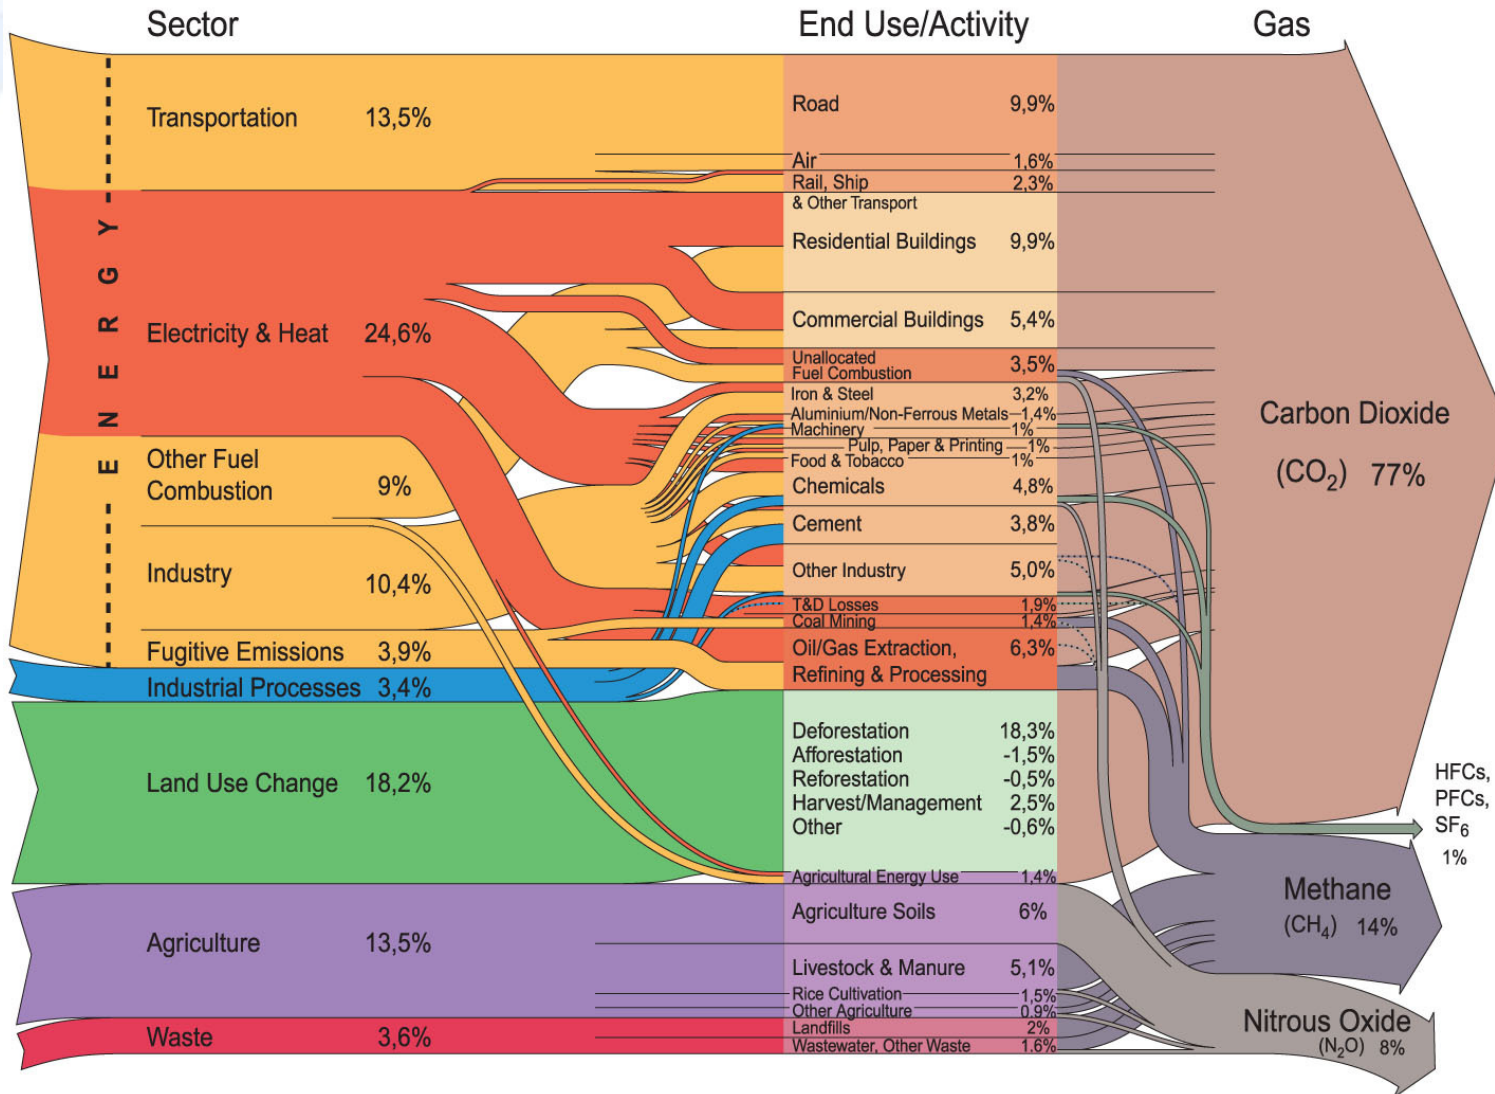 Sector
End Use/Activity
Gas
ENERGY
Transportation 13,5%
Electricity & Heat 24,6%
Other Fuel
Combustion 9%
Industry 10,4%
Fugitive Emissions 3,9%
Industrial Processes 3,4%
Land Use Change 18,2%
Agriculture 13,5%
Waste 3,6%
Road 9,9%
Air 1,6%
Rail, Ship 2,3%
& Other Transport
Residential Buildings 9,9%
Commercial Buildings 5,4%
Unallocated
Fuel Combustion 3,5%
Iron & Steel 3,2%
Aluminium/Non-Ferrous Metals 1,4%
Machinery 1%
Pulp, Paper & Printing 1%
Food & Tobacco 1%
Chemicals 4,8%
Cement 3,8%
Other Industry 5,0%
T&D Losses 1,9%
Coal Mining 1,4%
Oil/Gas Extraction, 6,3%
Refining & Processing
Deforestation 18,3%
Afforestation -1,5%
Reforestation -0,5%
Harvest/Management 2,5%
Other -0,6%
Agricultural Energy Use 1,4%
Agriculture Soils 6%
Livestock & Manure 5,1%
Rice Cultivation 1,5%
Other Agriculture 0.9%
Landfills 2%
Wastewater, Other Waste 1.6%
Carbon Dioxide
(CO₂) 77%
HFCs,
PFCs,
SF₆
1%
Methane
(CH₄) 14%
Nitrous Oxide
(N₂O) 8%